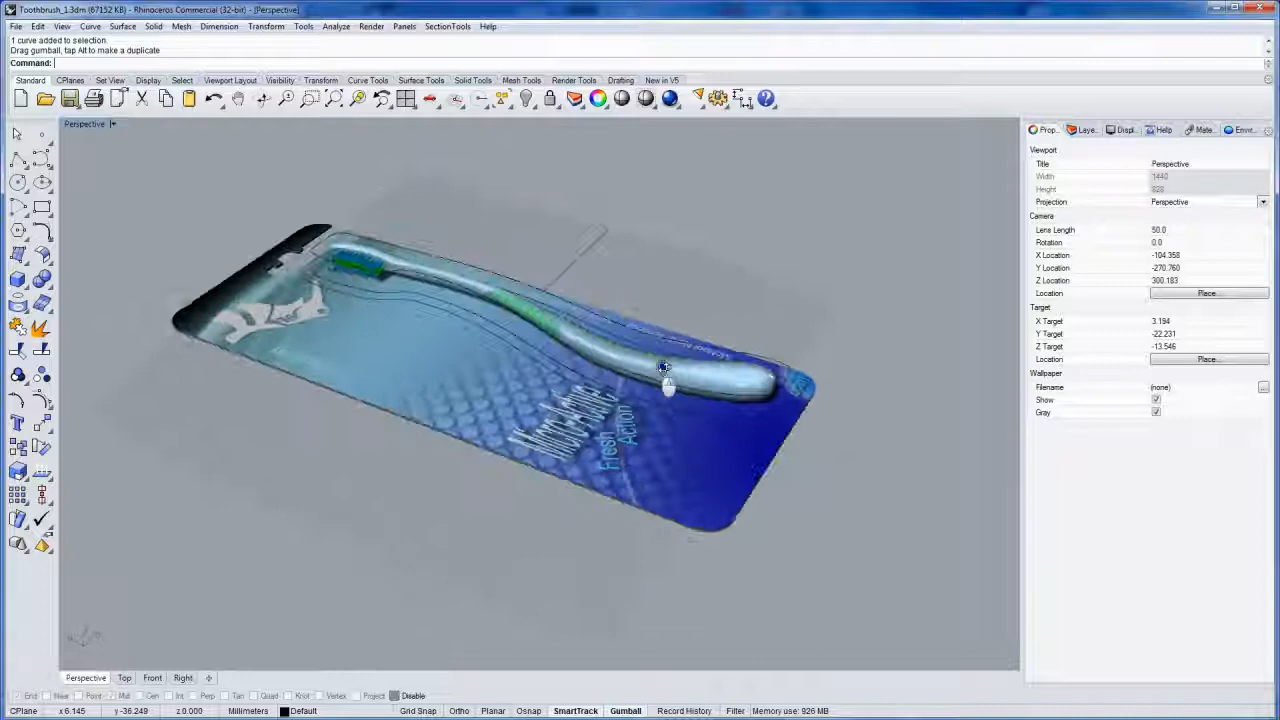 Toothbrush_1.3dm (67152 KB) - Rhinoceros Commercial (32-bit) - [Perspective]
File Edit View Curve Surface Solid Mesh Dimension Transform Tools Analyze Render Panels SectionTools Help
1 curve added to selection.
Drag gumball, tap Alt to make a duplicate
Command:
Standard CPlanes Set View Display Select Viewport Layout Visibility Transform Curve Tools Surface Tools Solid Tools Mesh Tools Render Tools Drafting New in V5
Perspective
Prop... Laye... Displ... Help Mate... Envir...
Viewport
Title Perspective
Width 1440
Height 828
Projection Perspective
Camera
Lens Length 50.0
Rotation 0.0
X Location -104.358
Y Location -270.760
Z Location 300.183
Location Place...
Target
X Target 3.194
Y Target -22.231
Z Target -13.546
Location Place...
Wallpaper
Filename (none) ...
Show
Gray
Micro-Active
Fresh
Action
Perspective Top Front Right
End Near Point Mid Cen Int Perp Tan Quad Knot Vertex Project Disable
CPlane x 6.145 y -36.249 z 0.000 Millimeters Default Grid Snap Ortho Planar Osnap SmartTrack Gumball Record History Filter Memory use: 926 MB